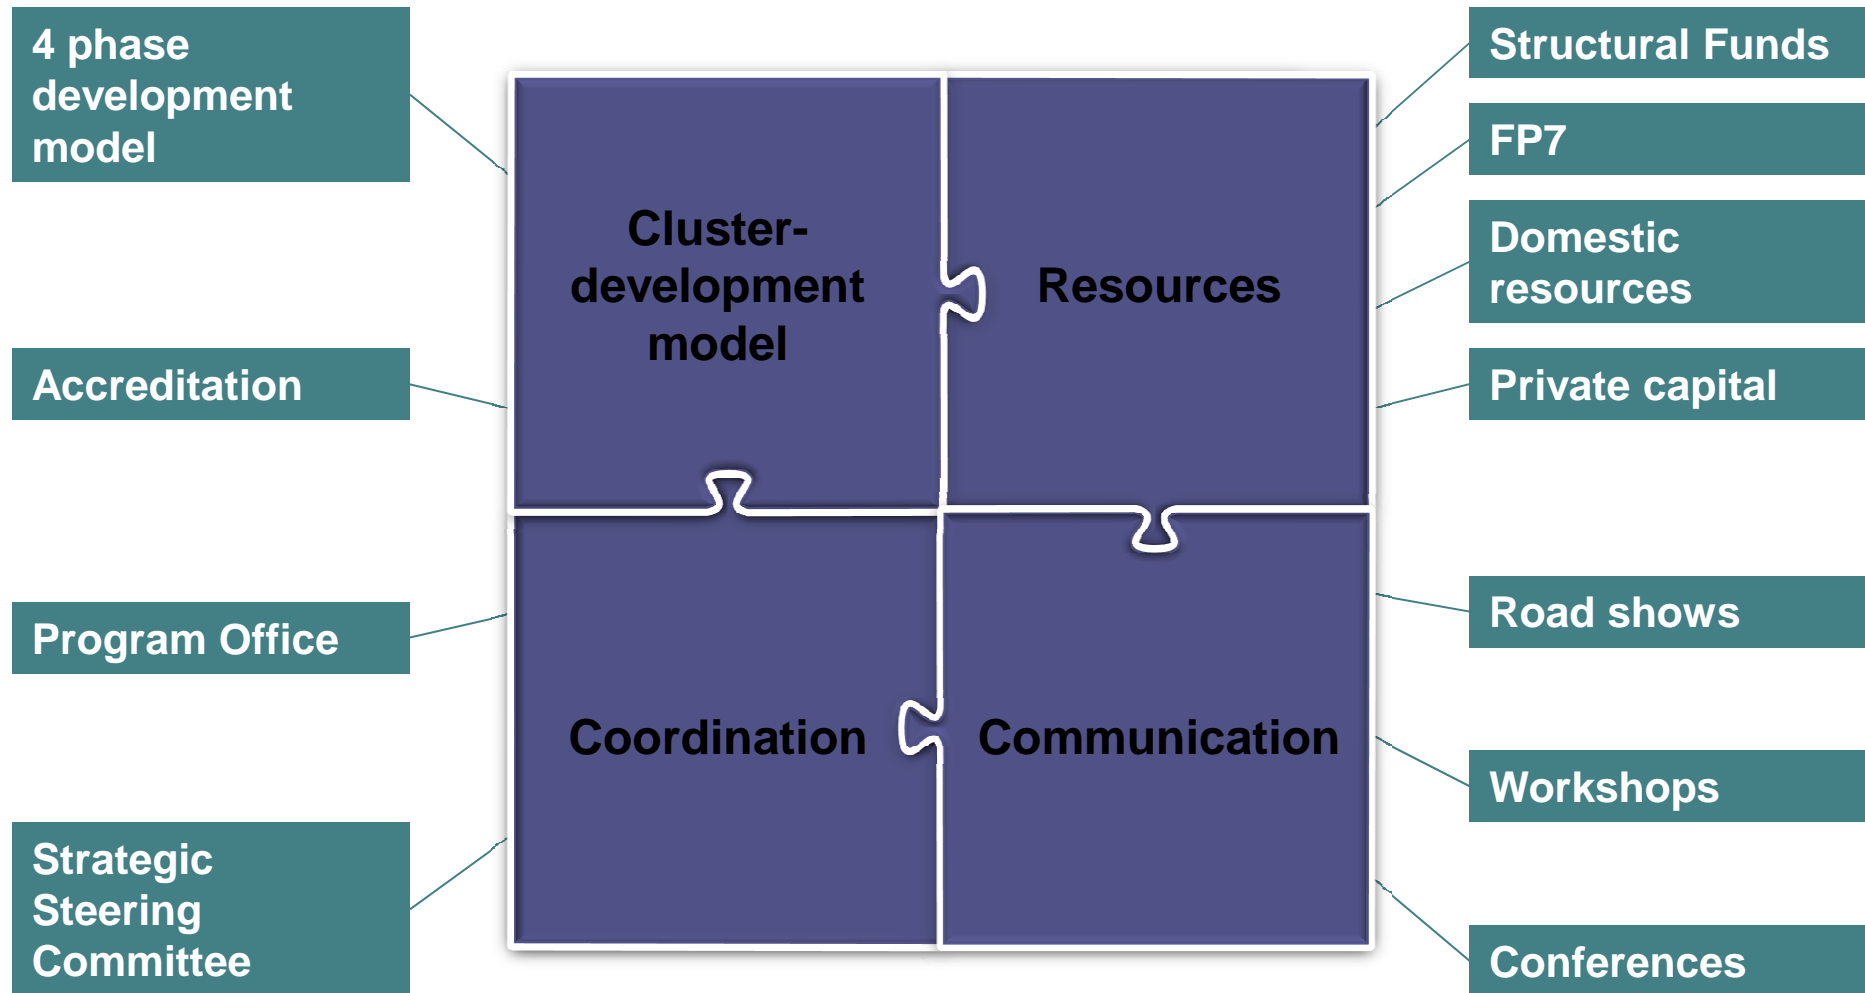 4 phase
development
model
Accreditation
Program Office
Strategic
Steering
Committee
Cluster-
development
model
Resources
Coordination
Communication
Structural Funds
FP7
Domestic
resources
Private capital
Road shows
Workshops
Conferences